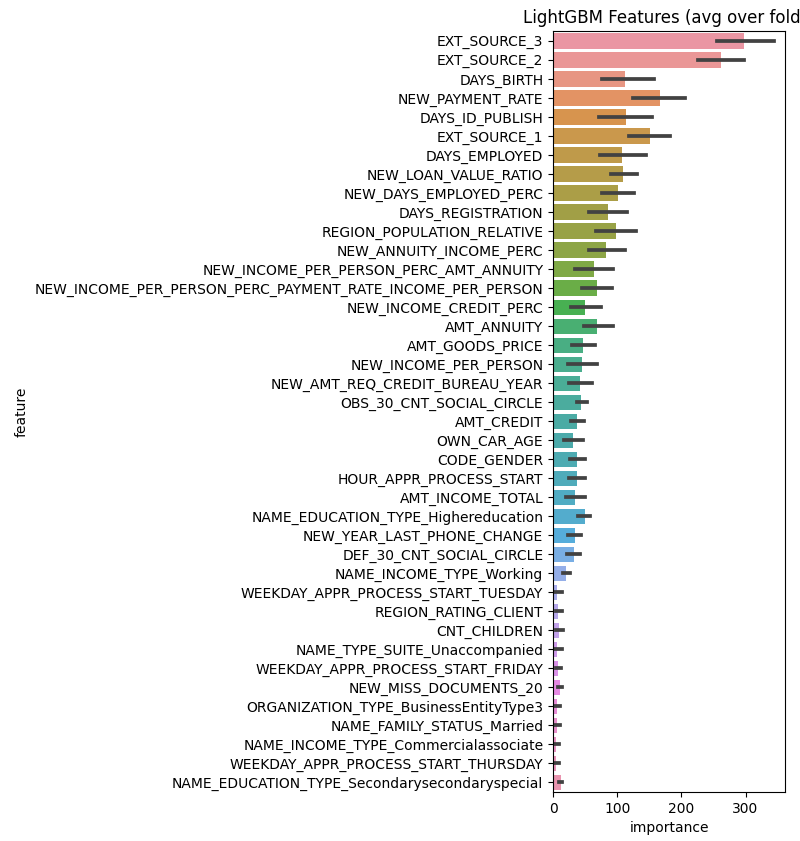 LightGBM Features (avg over fold
EXT_SOURCE_3
EXT_SOURCE_2
DAYS_BIRTH
NEW_PAYMENT_RATE
DAYS_ID_PUBLISH
EXT_SOURCE_1
DAYS_EMPLOYED
NEW_LOAN_VALUE_RATIO
NEW_DAYS_EMPLOYED_PERC
DAYS_REGISTRATION
REGION_POPULATION_RELATIVE
NEW_ANNUITY_INCOME_PERC
NEW_INCOME_PER_PERSON_PERC_AMT_ANNUITY
NEW_INCOME_PER_PERSON_PERC_PAYMENT_RATE_INCOME_PER_PERSON
NEW_INCOME_CREDIT_PERC
AMT_ANNUITY
AMT_GOODS_PRICE
NEW_INCOME_PER_PERSON
NEW_AMT_REQ_CREDIT_BUREAU_YEAR
OBS_30_CNT_SOCIAL_CIRCLE
AMT_CREDIT
OWN_CAR_AGE
CODE_GENDER
HOUR_APPR_PROCESS_START
AMT_INCOME_TOTAL
NAME_EDUCATION_TYPE_Highereducation
NEW_YEAR_LAST_PHONE_CHANGE
DEF_30_CNT_SOCIAL_CIRCLE
NAME_INCOME_TYPE_Working
WEEKDAY_APPR_PROCESS_START_TUESDAY
REGION_RATING_CLIENT
CNT_CHILDREN
NAME_TYPE_SUITE_Unaccompanied
WEEKDAY_APPR_PROCESS_START_FRIDAY
NEW_MISS_DOCUMENTS_20
ORGANIZATION_TYPE_BusinessEntityType3
NAME_FAMILY_STATUS_Married
NAME_INCOME_TYPE_Commercialassociate
WEEKDAY_APPR_PROCESS_START_THURSDAY
NAME_EDUCATION_TYPE_Secondarysecondaryspecial
feature
0 100 200 300
importance